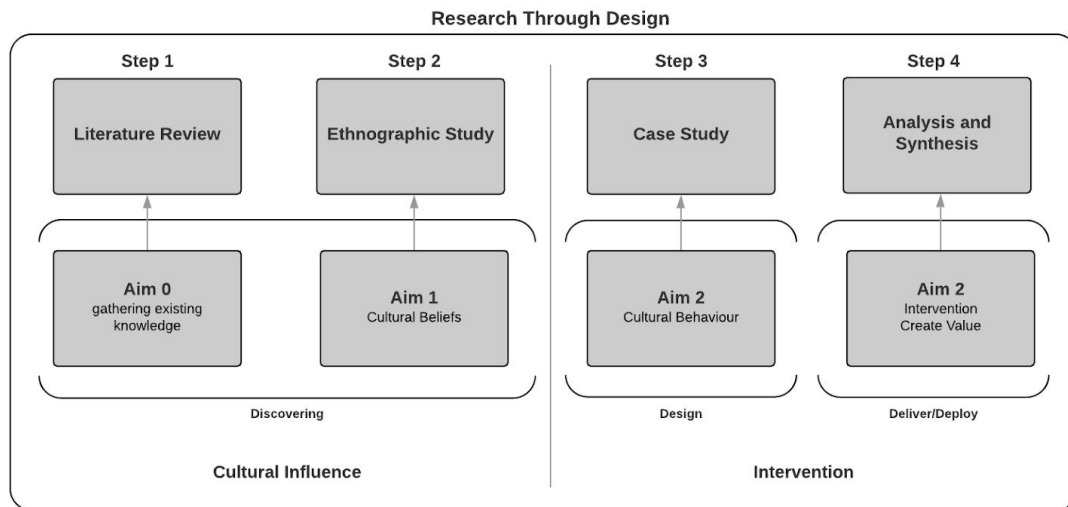 Research Through Design
Step 1
Step 2
Step 3
Step 4
Literature Review
Ethnographic Study
Case Study
Analysis and
Synthesis
Aim 0
gathering existing
knowledge
Aim 1
Cultural Beliefs
Aim 2
Cultural Behaviour
Aim 2
Intervention
Create Value
Discovering
Design
Deliver/Deploy
Cultural Influence
Intervention